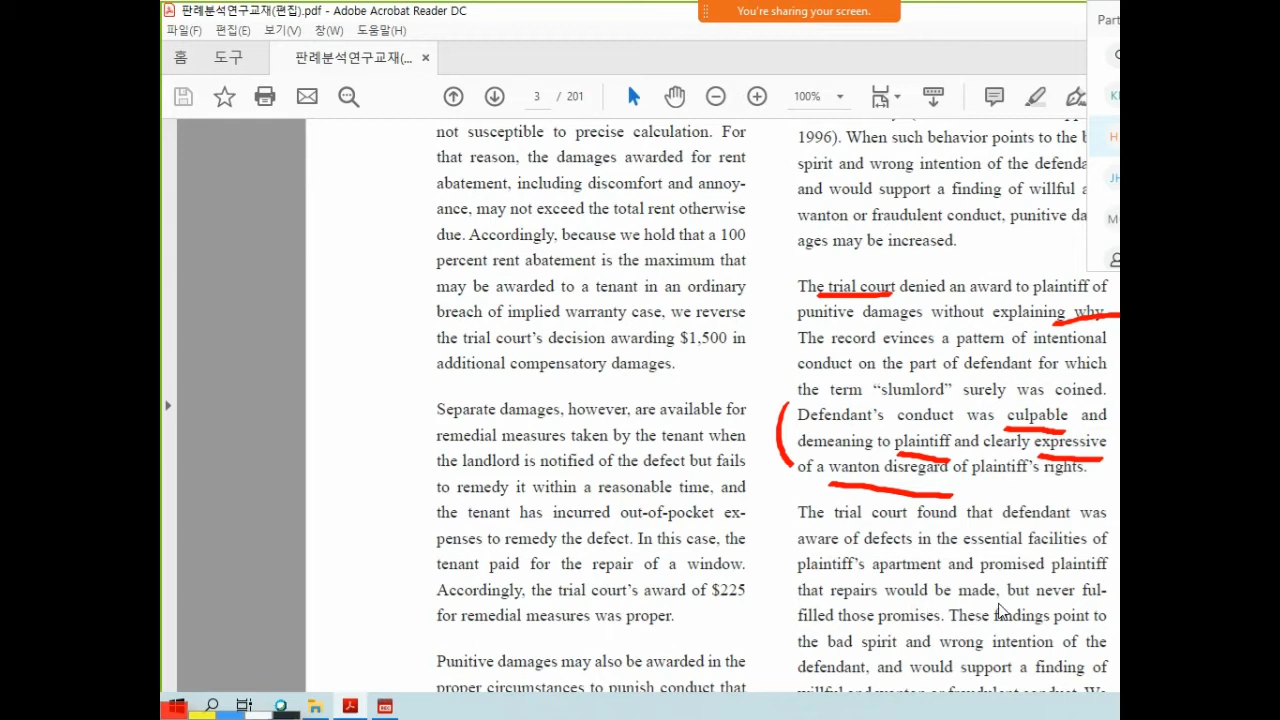 판례분석연구교재(편집).pdf - Adobe Acrobat Reader DC
You're sharing your screen.
파일(F) 편집(E) 보기(V) 창(W) 도움말(H)
Part
홈 도구 판례분석연구교재(... ×
3 / 201 100%
not susceptible to precise calculation. For
that reason, the damages awarded for rent
abatement, including discomfort and annoy-
ance, may not exceed the total rent otherwise
due. Accordingly, because we hold that a 100
percent rent abatement is the maximum that
may be awarded to a tenant in an ordinary
breach of implied warranty case, we reverse
the trial court's decision awarding $1,500 in
additional compensatory damages.
Separate damages, however, are available for
remedial measures taken by the tenant when
the landlord is notified of the defect but fails
to remedy it within a reasonable time, and
the tenant has incurred out-of-pocket ex-
penses to remedy the defect. In this case, the
tenant paid for the repair of a window.
Accordingly, the trial court's award of $225
for remedial measures was proper.
Punitive damages may also be awarded in the
proper circumstances to punish conduct that
1996). When such behavior points to the b
spirit and wrong intention of the defenda
and would support a finding of willful a
wanton or fraudulent conduct, punitive da
ages may be increased.
The trial court denied an award to plaintiff of
punitive damages without explaining why.
The record evinces a pattern of intentional
conduct on the part of defendant for which
the term “slumlord” surely was coined.
Defendant's conduct was culpable and
demeaning to plaintiff and clearly expressive
of a wanton disregard of plaintiff's rights.
The trial court found that defendant was
aware of defects in the essential facilities of
plaintiff's apartment and promised plaintiff
that repairs would be made, but never ful-
filled those promises. These findings point to
the bad spirit and wrong intention of the
defendant, and would support a finding of
H
JH
M